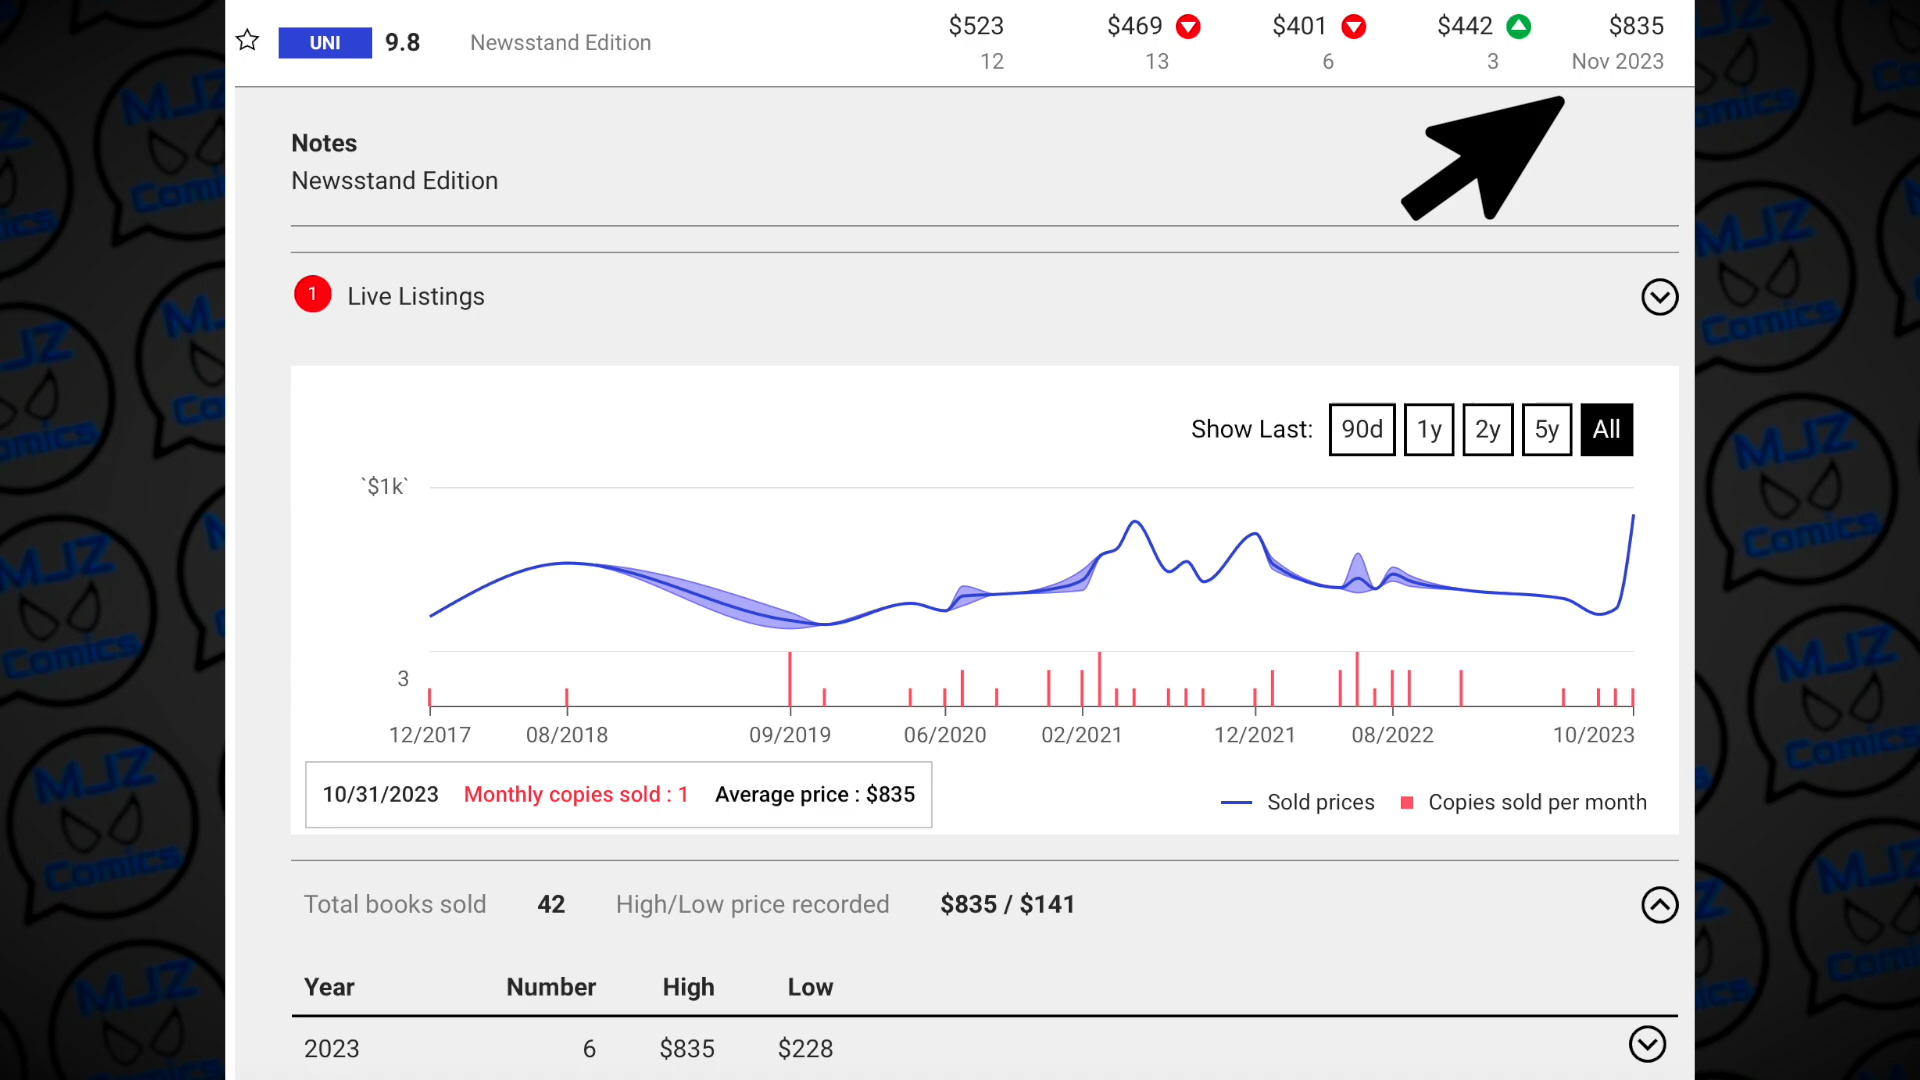 UNI 9.8 Newsstand Edition $523 $469 $401 $442 $835
12 13 6 3 Nov 2023
Notes
Newsstand Edition
1 Live Listings
Show Last: 90d 1y 2y 5y All
`$1k`
3
12/2017 08/2018 09/2019 06/2020 02/2021 12/2021 08/2022 10/2023
10/31/2023 Monthly copies sold : 1 Average price : $835
Sold prices Copies sold per month
Total books sold 42 High/Low price recorded $835 / $141
Year Number High Low
2023 6 $835 $228
MJZ
Comics